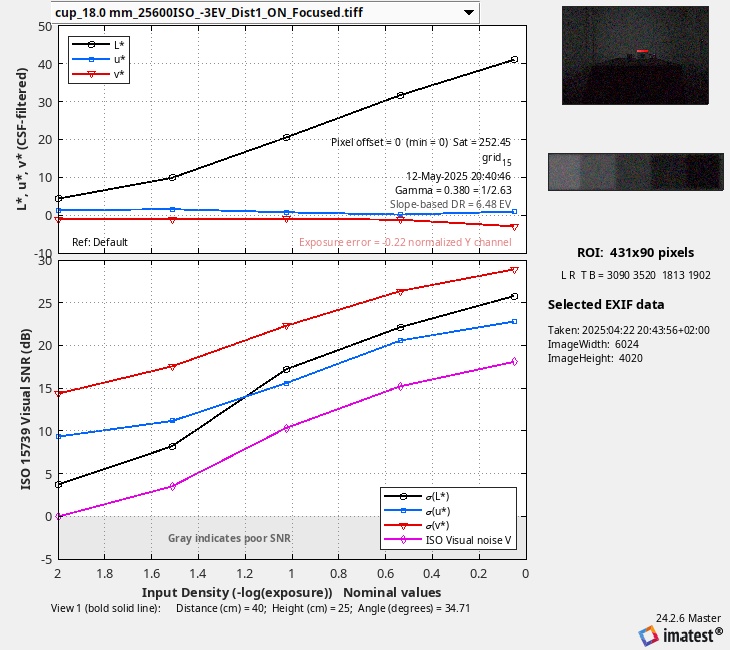 cup_18.0 mm_25600ISO_-3EV_Dist1_ON_Focused.tiff
50
40
30
20
10
0
-10
L*, u*, v* (CSF-filtered)
L*
u*
v*
Pixel offset = 0 (min = 0) Sat = 252.45
grid15
12-May-2025 20:40:46
Gamma = 0.380 = 1/2.63
Slope-based DR = 6.48 EV
Ref: Default
Exposure error = -0.22 normalized Y channel
30
25
20
15
10
5
0
-5
ISO 15739 Visual SNR (dB)
σ(L*)
σ(u*)
σ(v*)
ISO Visual noise V
Gray indicates poor SNR
2 1.8 1.6 1.4 1.2 1 0.8 0.6 0.4 0.2 0
Input Density (-log(exposure)) Nominal values
View 1 (bold solid line): Distance (cm) = 40; Height (cm) = 25; Angle (degrees) = 34.71
ROI: 431x90 pixels
L R T B = 3090 3520 1813 1902
Selected EXIF data
Taken: 2025:04:22 20:43:56+02:00
ImageWidth: 6024
ImageHeight: 4020
24.2.6 Master
imatest®